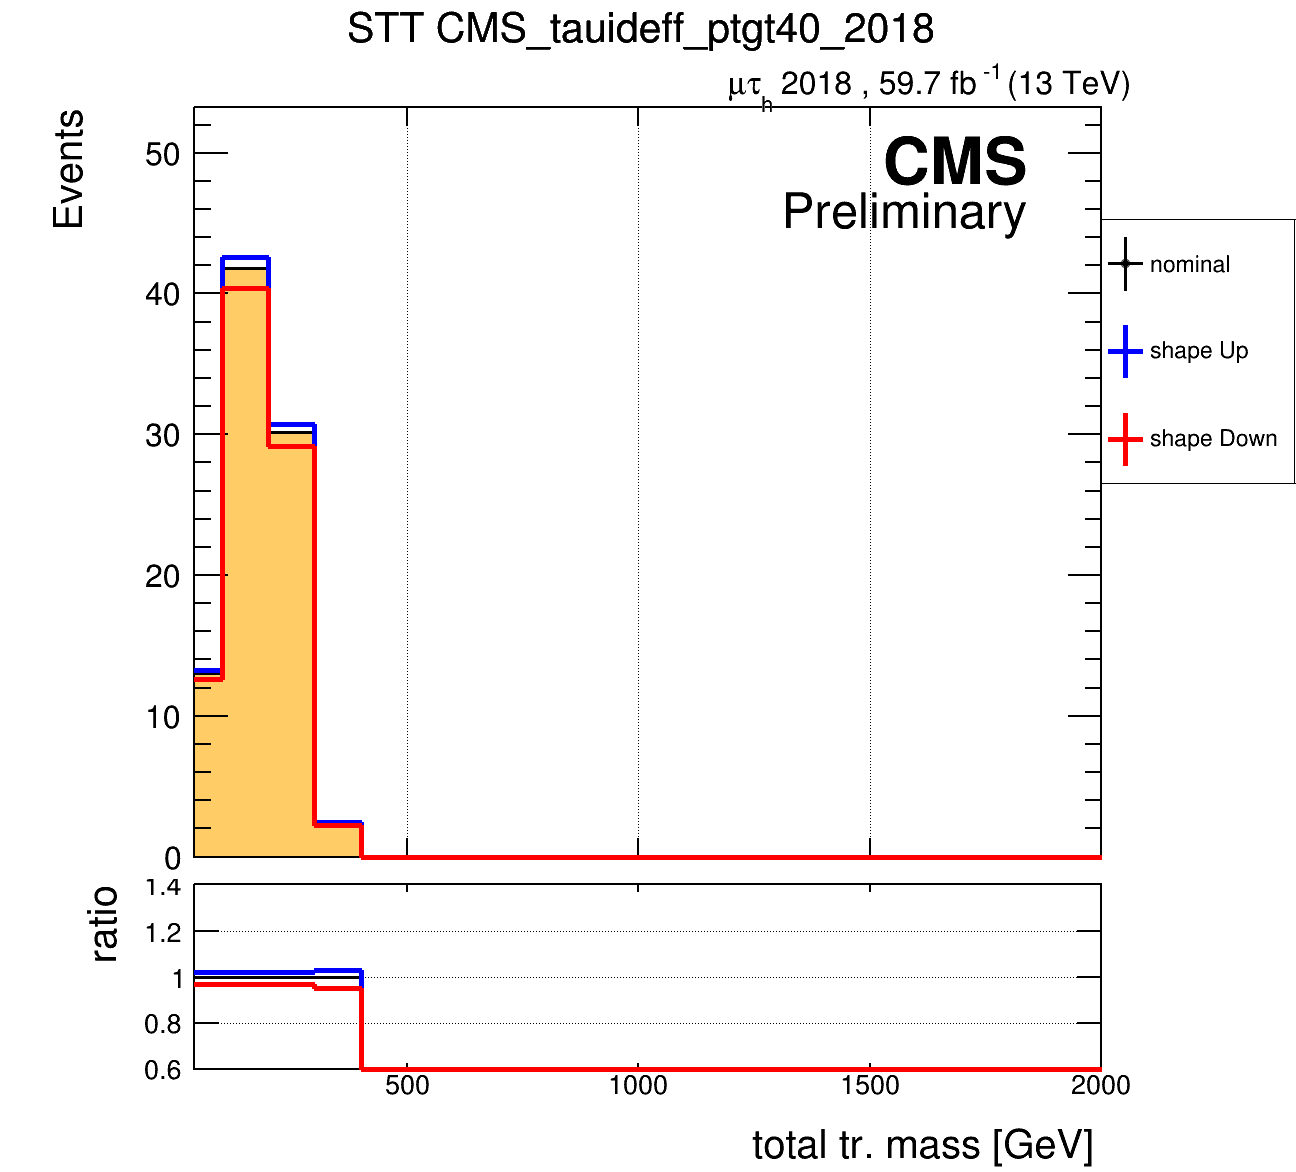 STT CMS_tauideff_ptgt40_2018
μτh 2018 , 59.7 fb-1 (13 TeV)
Events
50
40
30
20
10
0
CMS
Preliminary
nominal
shape Up
shape Down
ratio
1.4
1.2
1
0.8
0.6
500 1000 1500 2000
total tr. mass [GeV]